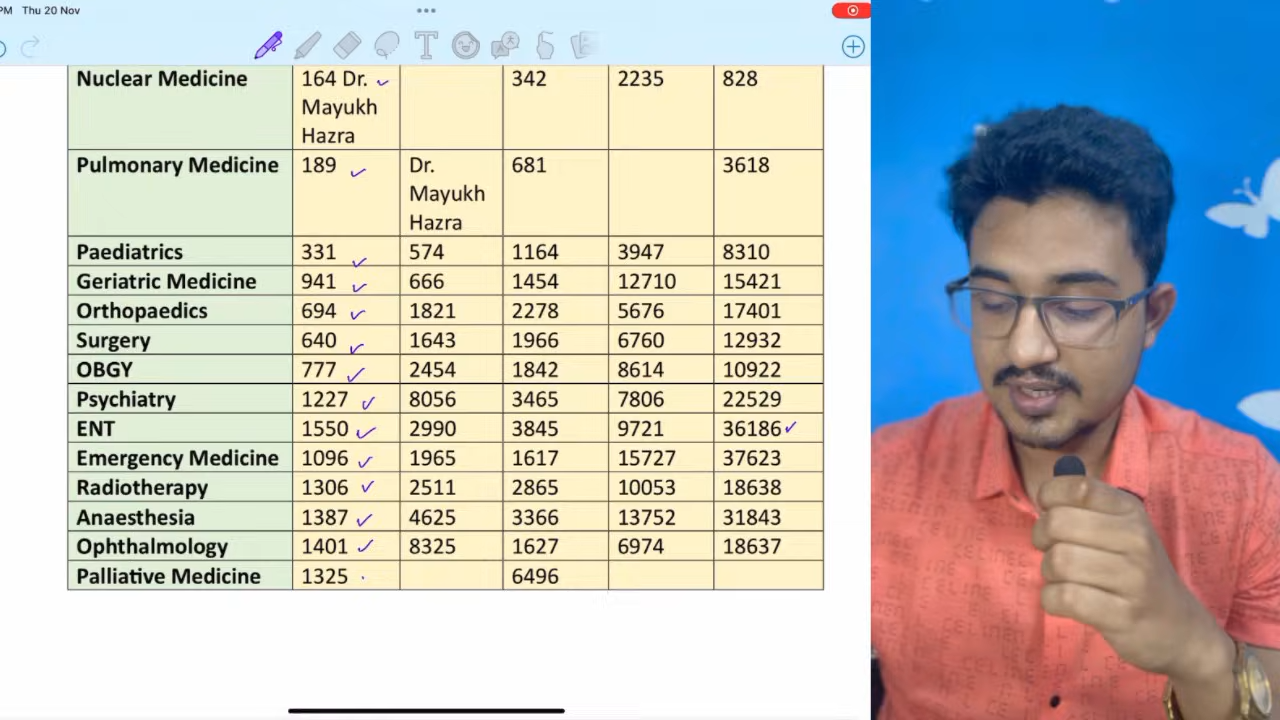 PM Thu 20 Nov
Nuclear Medicine 164 Dr. Mayukh Hazra 342 2235 828
Pulmonary Medicine 189 Dr. Mayukh Hazra 681 3618
Paediatrics 331 574 1164 3947 8310
Geriatric Medicine 941 666 1454 12710 15421
Orthopaedics 694 1821 2278 5676 17401
Surgery 640 1643 1966 6760 12932
OBGY 777 2454 1842 8614 10922
Psychiatry 1227 8056 3465 7806 22529
ENT 1550 2990 3845 9721 36186
Emergency Medicine 1096 1965 1617 15727 37623
Radiotherapy 1306 2511 2865 10053 18638
Anaesthesia 1387 4625 3366 13752 31843
Ophthalmology 1401 8325 1627 6974 18637
Palliative Medicine 1325 6496